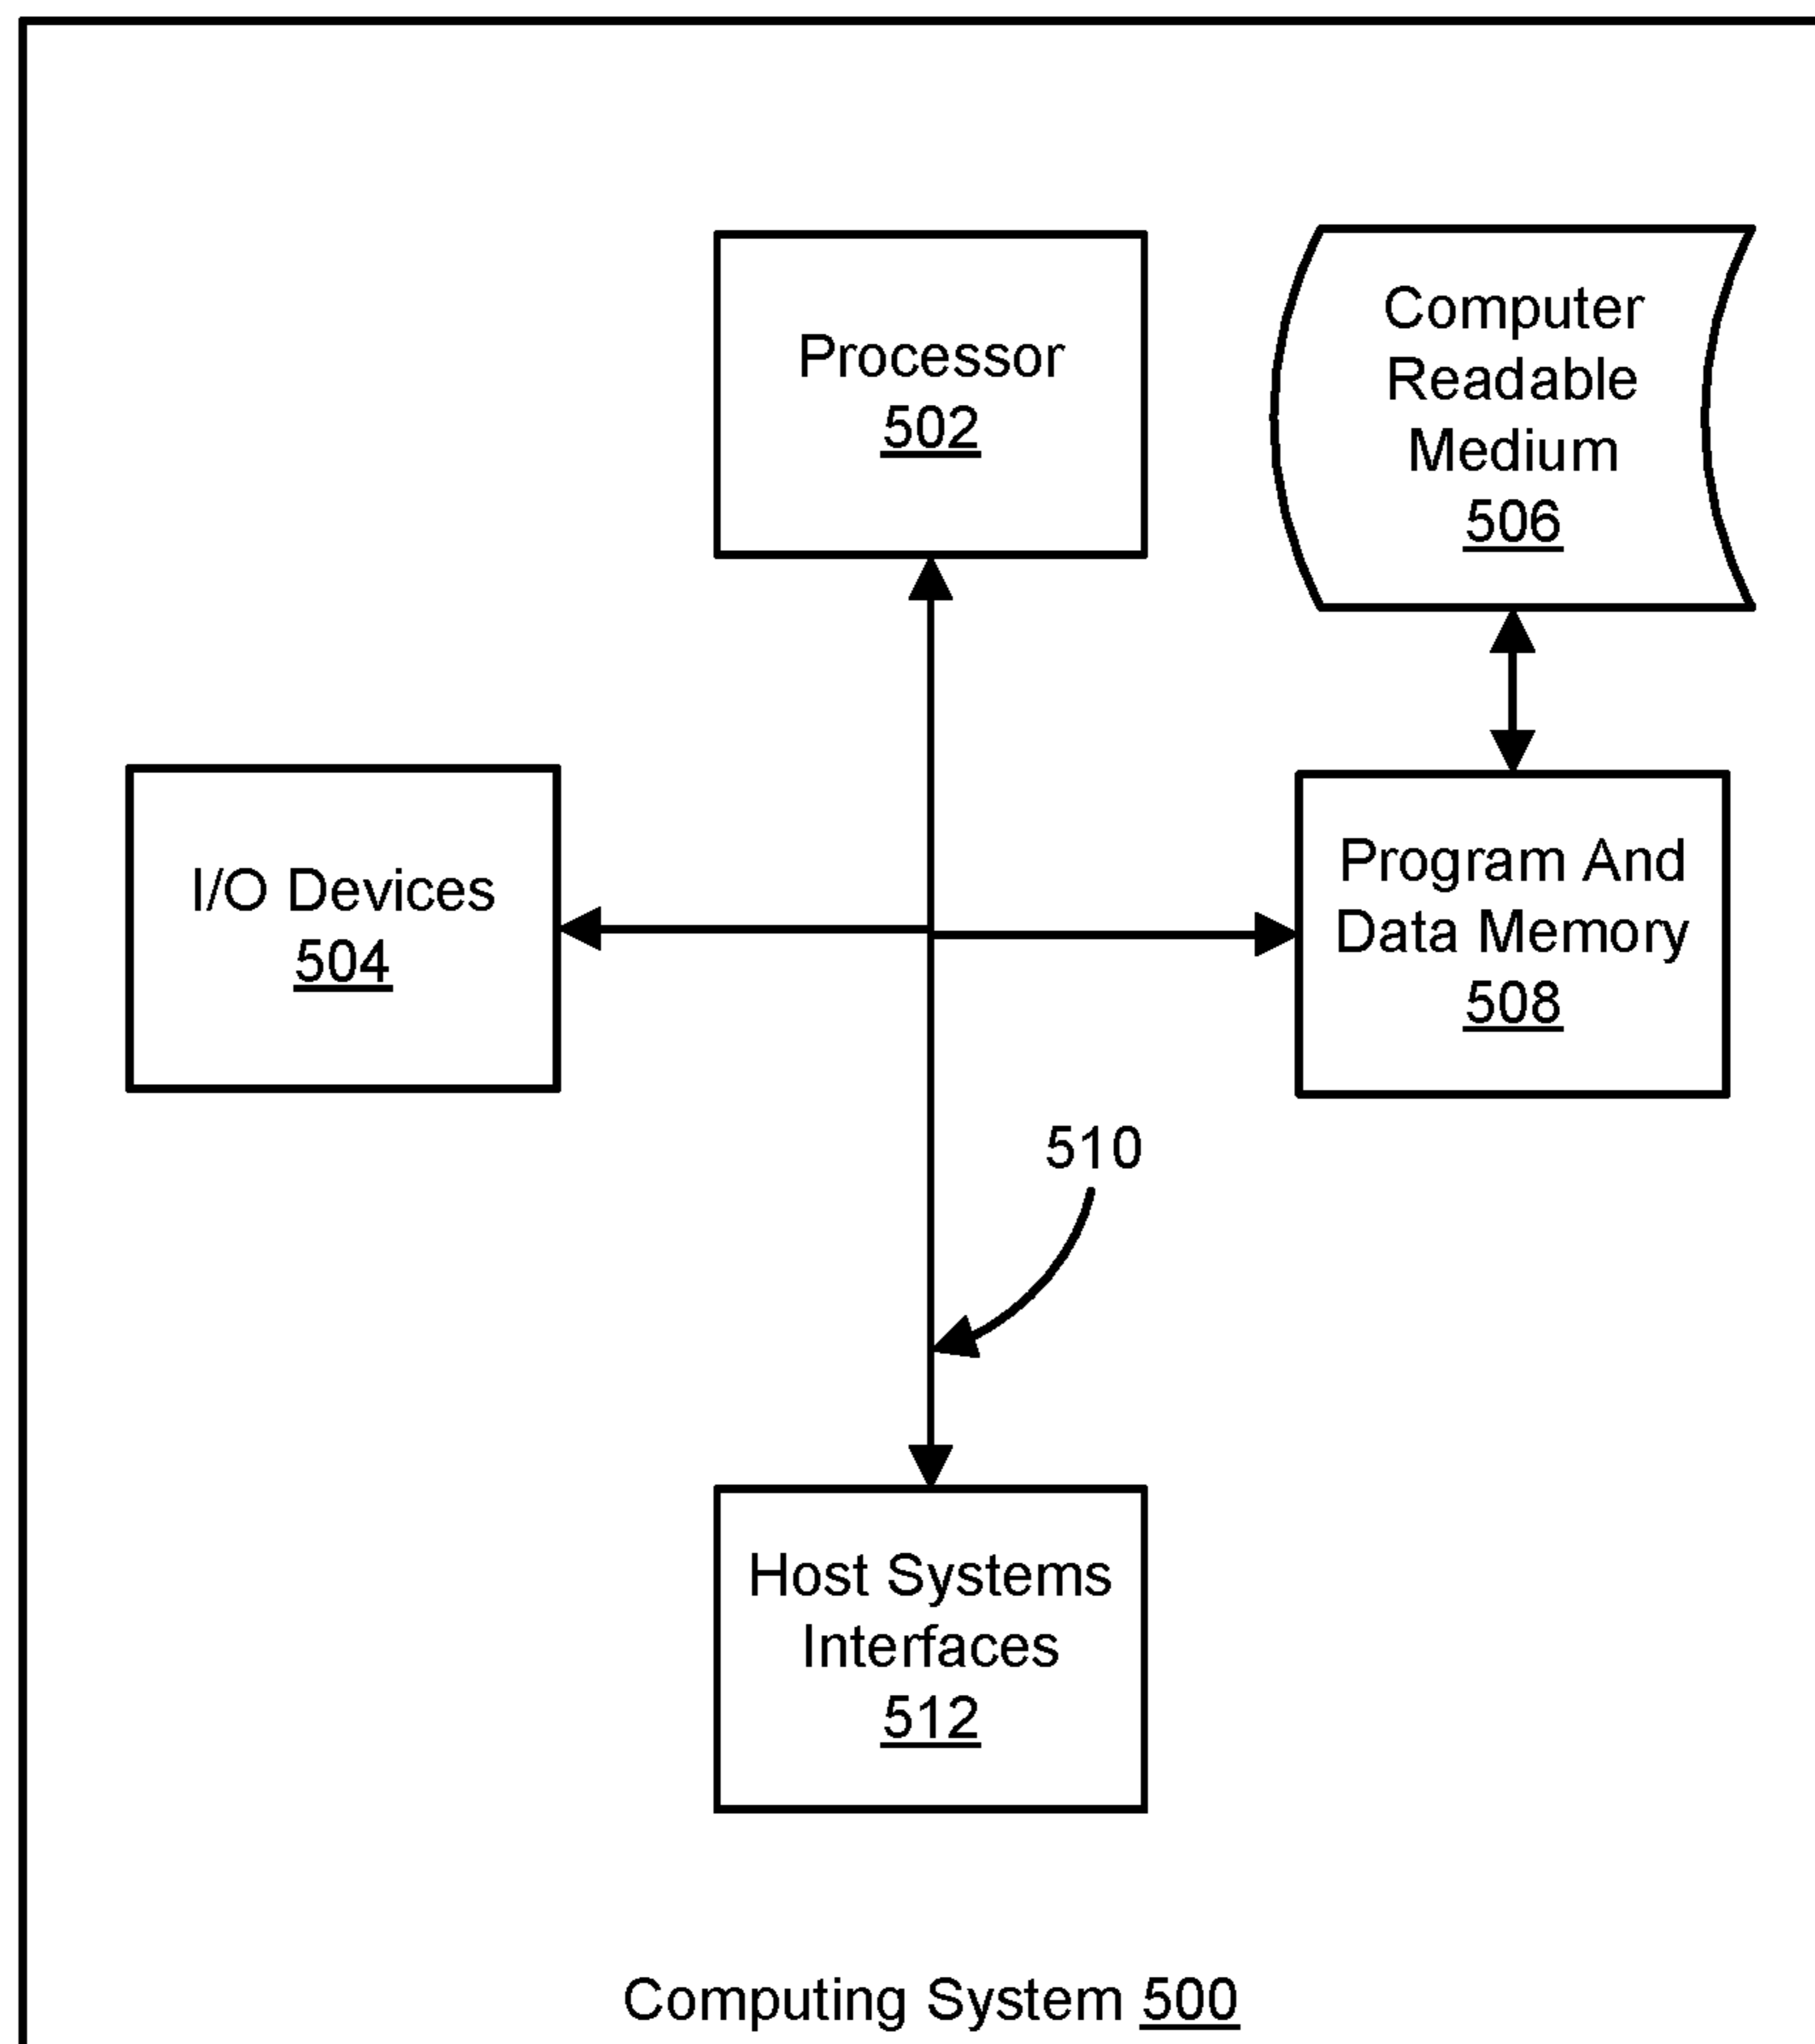 Processor
502
Computer
Readable
Medium
506
I/O Devices
504
Program And
Data Memory
508
510
Host Systems
Interfaces
512
Computing System 500